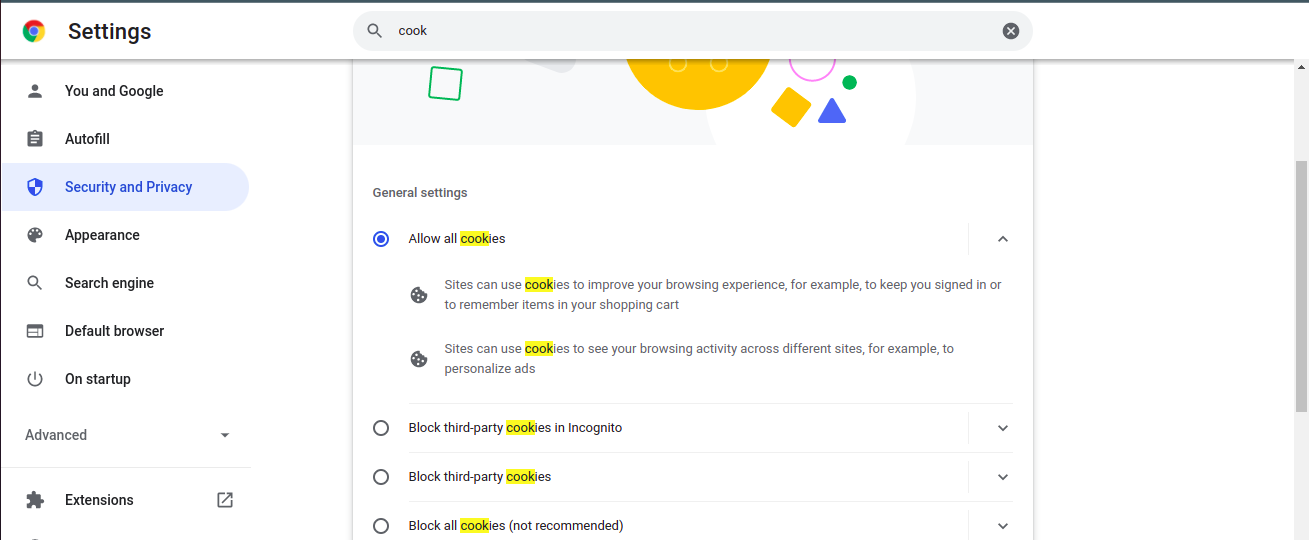 Settings
cook
You and Google
Autofill
Security and Privacy
Appearance
Search engine
Default browser
On startup
Advanced
Extensions
General settings
Allow all cookies
Sites can use cookies to improve your browsing experience, for example, to keep you signed in or
to remember items in your shopping cart
Sites can use cookies to see your browsing activity across different sites, for example, to
personalize ads
Block third-party cookies in Incognito
Block third-party cookies
Block all cookies (not recommended)